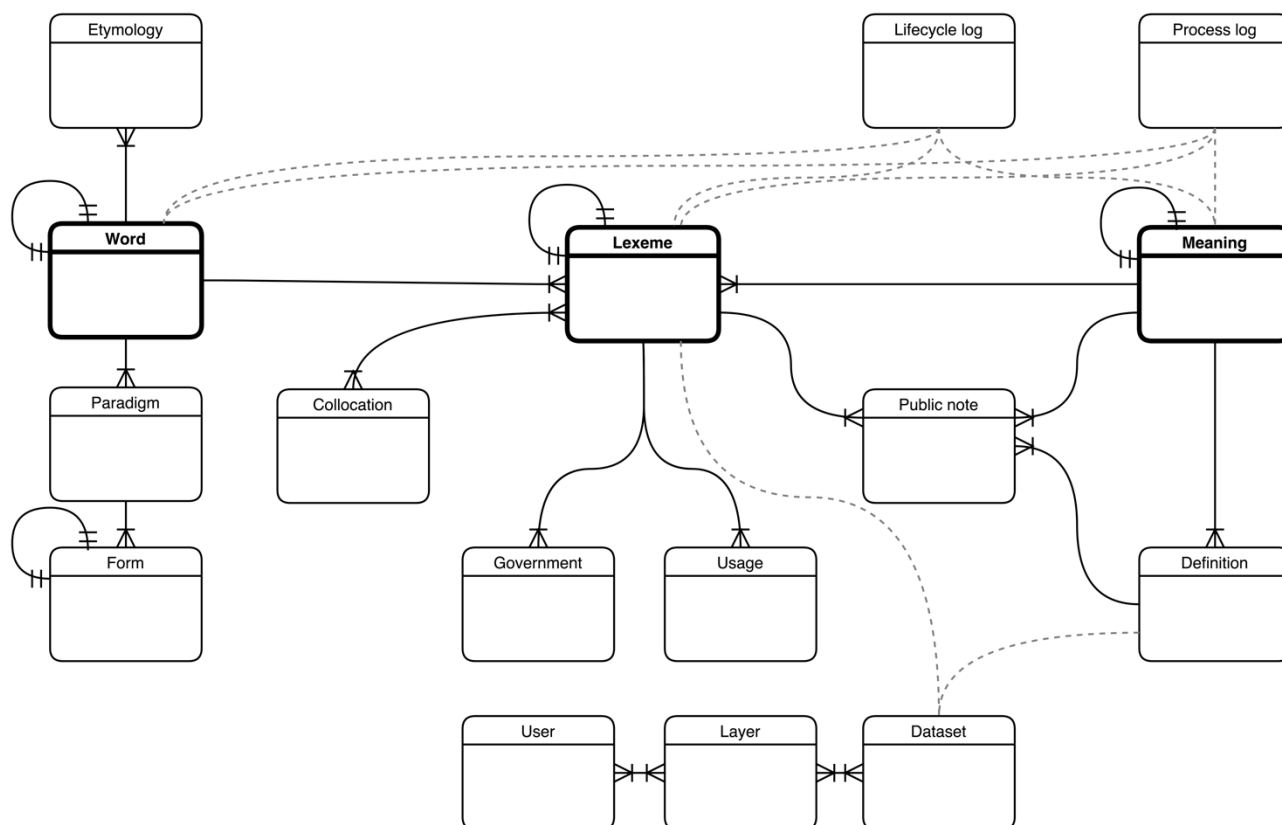 Etymology
Lifecycle log
Process log
Word
Lexeme
Meaning
Paradigm
Collocation
Public note
Form
Government
Usage
Definition
User
Layer
Dataset